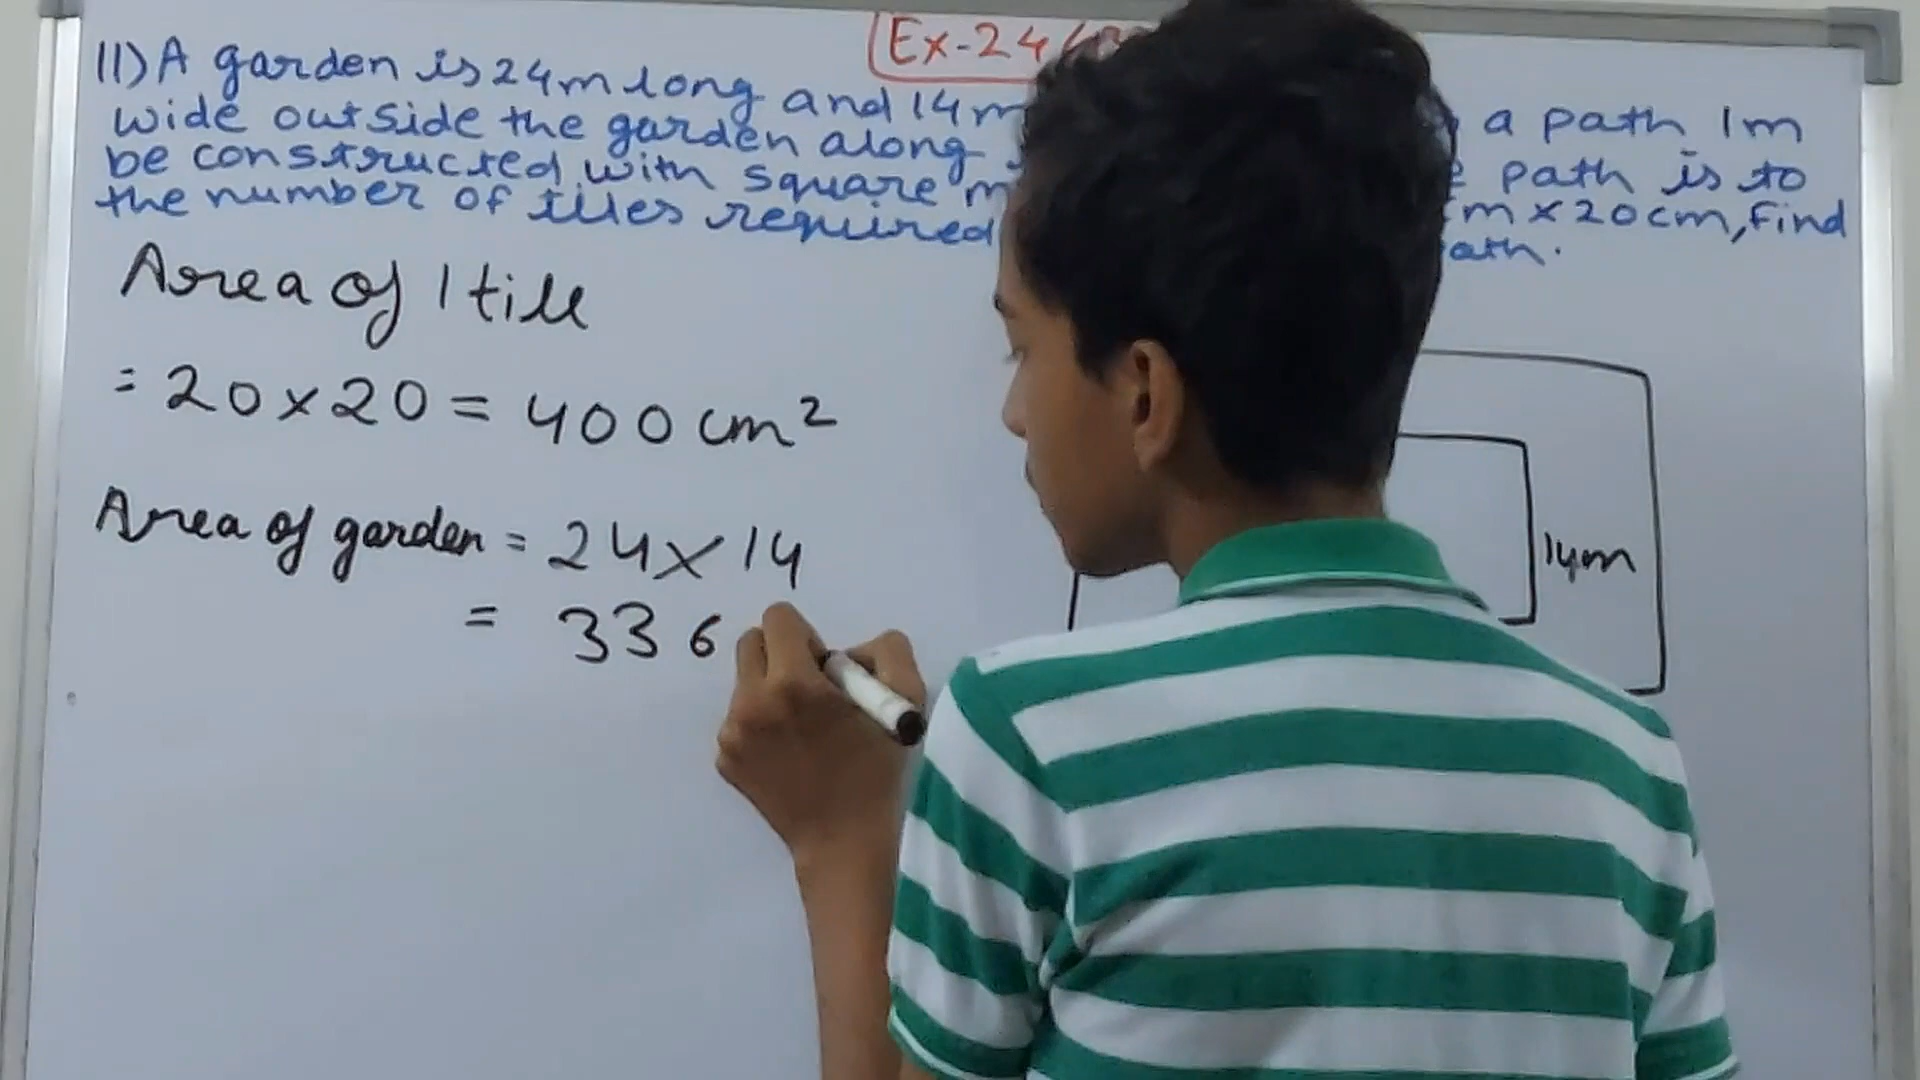 Ex-24
11) A garden is 24m long and 14m a path 1m
wide outside the garden along path is to
be constructed with square m x 20cm, Find
the number of tiles required ath.
Area of 1 tile
= 20 x 20 = 400 cm²
Area of garden = 24 x 14
= 336
14m